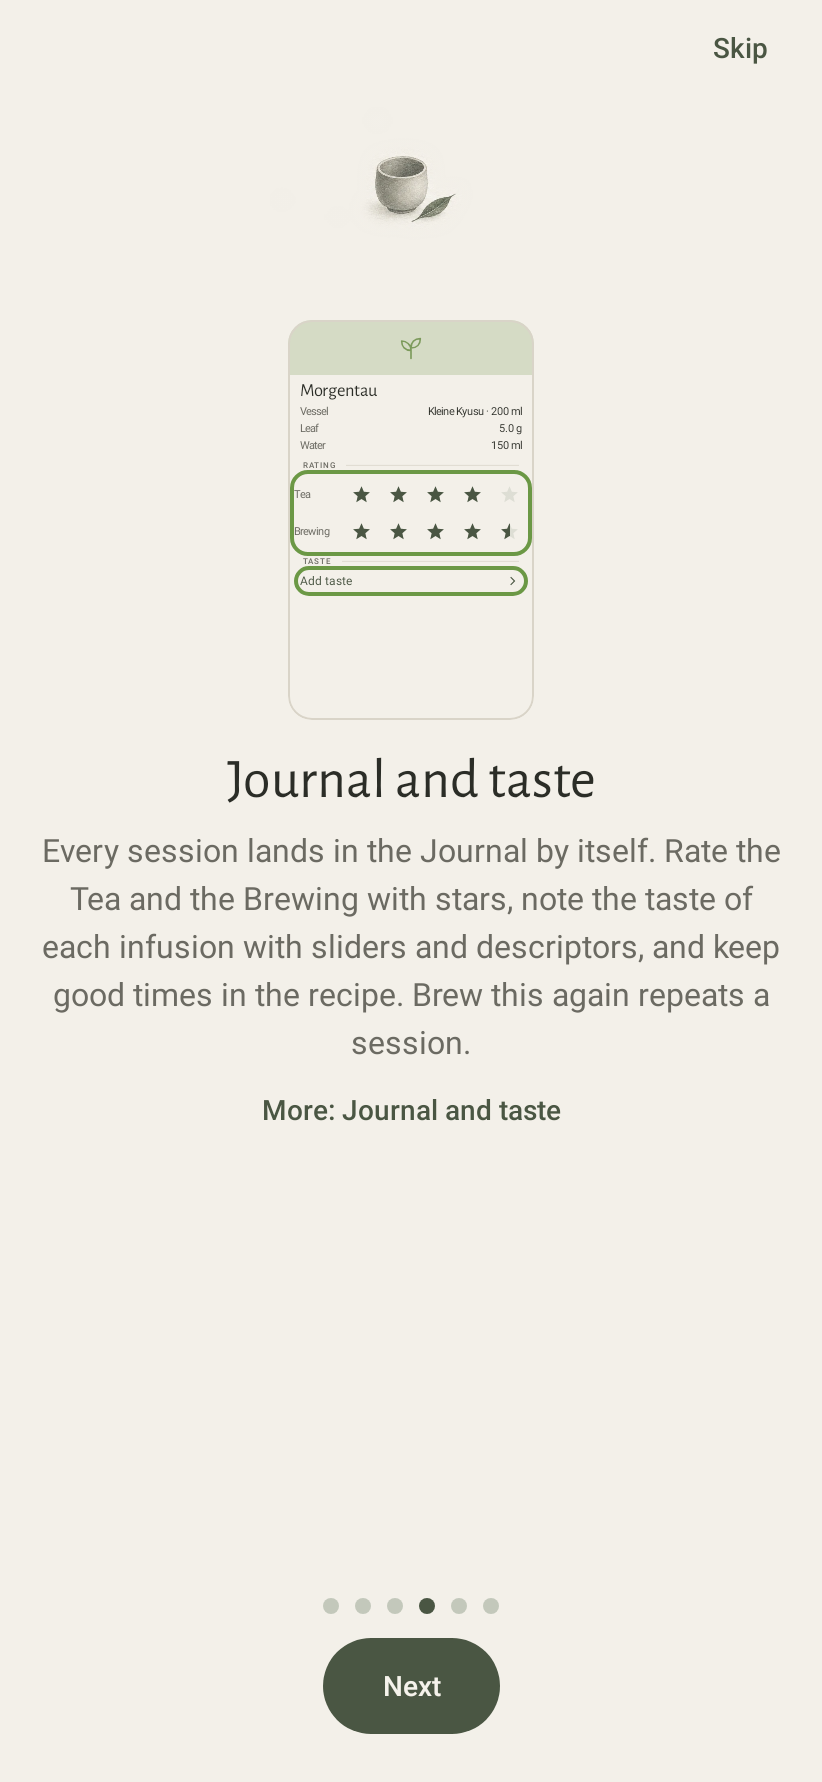 Skip
Morgentau
Vessel Kleine Kyusu · 200 ml
Leaf 5.0 g
Water 150 ml
RATING
Tea
Brewing
TASTE
Add taste
Journal and taste
Every session lands in the Journal by itself. Rate the
Tea and the Brewing with stars, note the taste of
each infusion with sliders and descriptors, and keep
good times in the recipe. Brew this again repeats a
session.
More: Journal and taste
Next